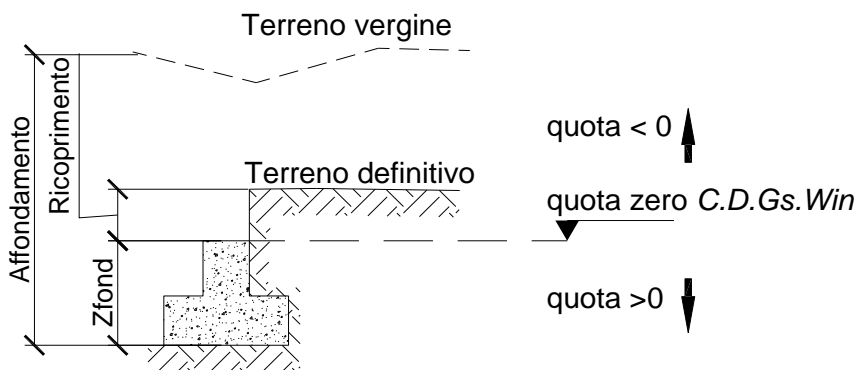 Terreno vergine
Affondamento
Ricoprimento
quota < 0
Terreno definitivo
quota zero C.D.Gs.Win
Zfond
quota >0